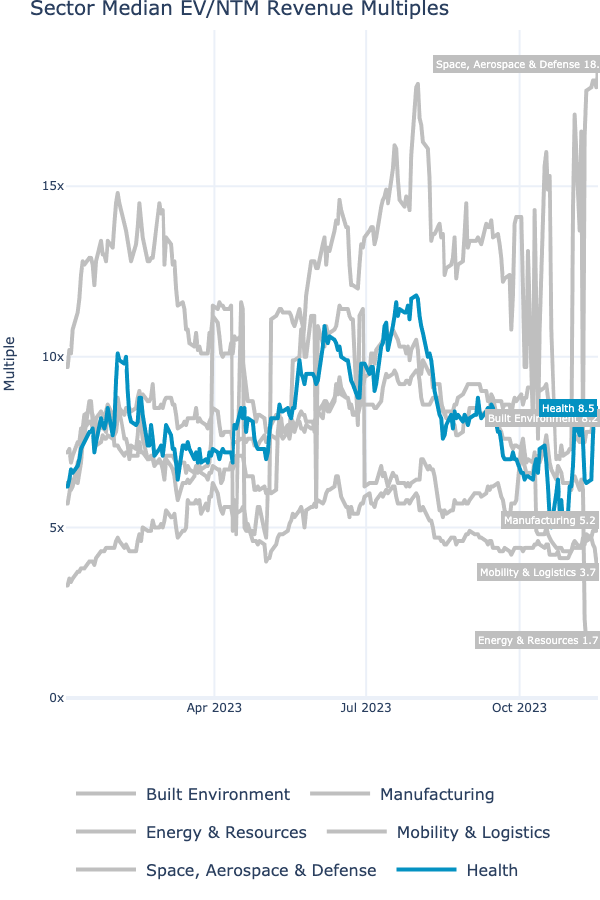 Sector Median EV/NTM Revenue Multiples
Space, Aerospace & Defense 18.
15x
10x
Health 8.5
Built Environment 8.2
Multiple
5x
Manufacturing 5.2
Mobility & Logistics 3.7
Energy & Resources 1.7
0x
Apr 2023 Jul 2023 Oct 2023
Built Environment Manufacturing
Energy & Resources Mobility & Logistics
Space, Aerospace & Defense Health